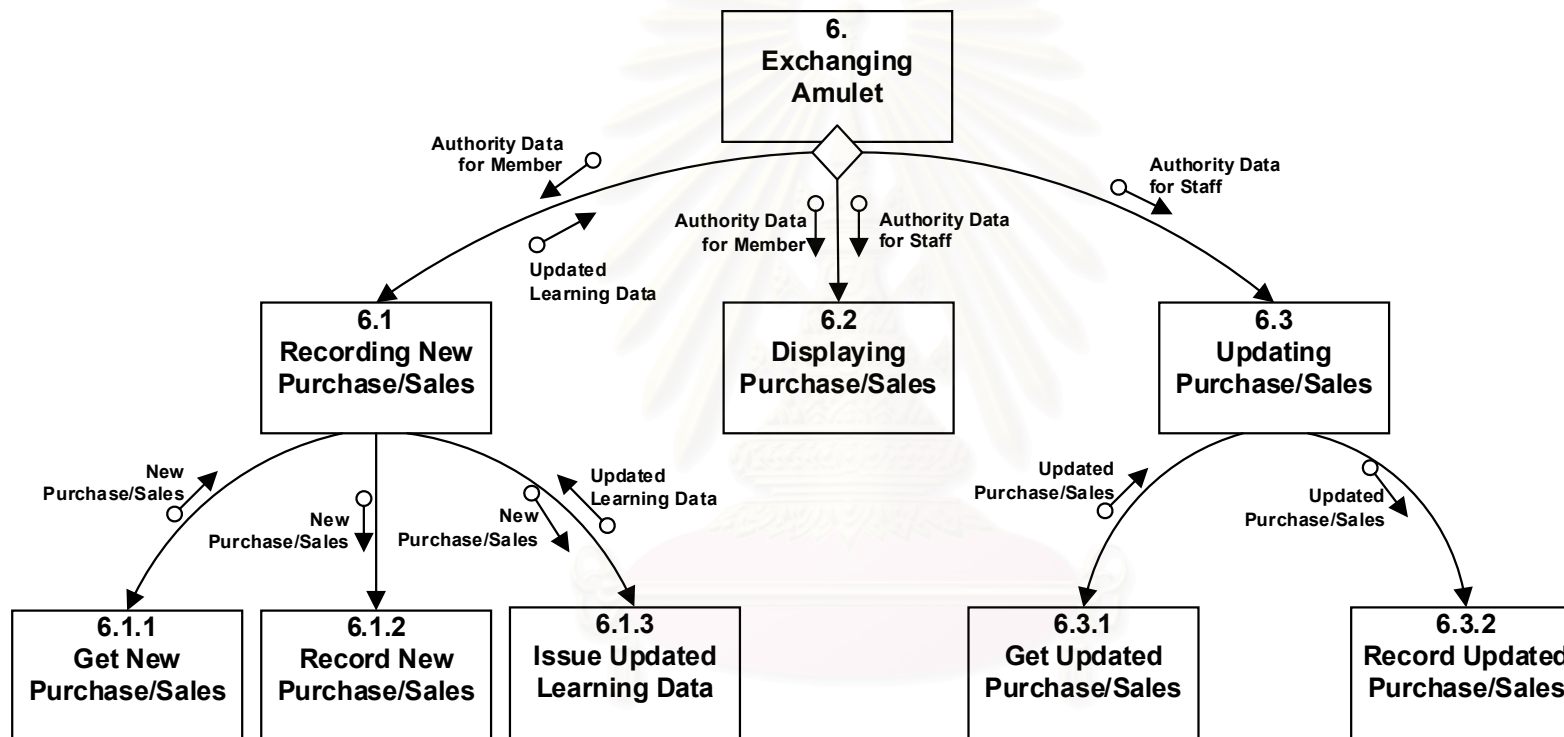 6.
Exchanging
Amulet
Authority Data
for Member
Updated
Learning Data
Authority Data
for Member
Authority Data
for Staff
Authority Data
for Staff
6.1
Recording New
Purchase/Sales
6.2
Displaying
Purchase/Sales
6.3
Updating
Purchase/Sales
New
Purchase/Sales
New
Purchase/Sales
New
Purchase/Sales
Updated
Learning Data
Updated
Purchase/Sales
Updated
Purchase/Sales
6.1.1
Get New
Purchase/Sales
6.1.2
Record New
Purchase/Sales
6.1.3
Issue Updated
Learning Data
6.3.1
Get Updated
Purchase/Sales
6.3.2
Record Updated
Purchase/Sales